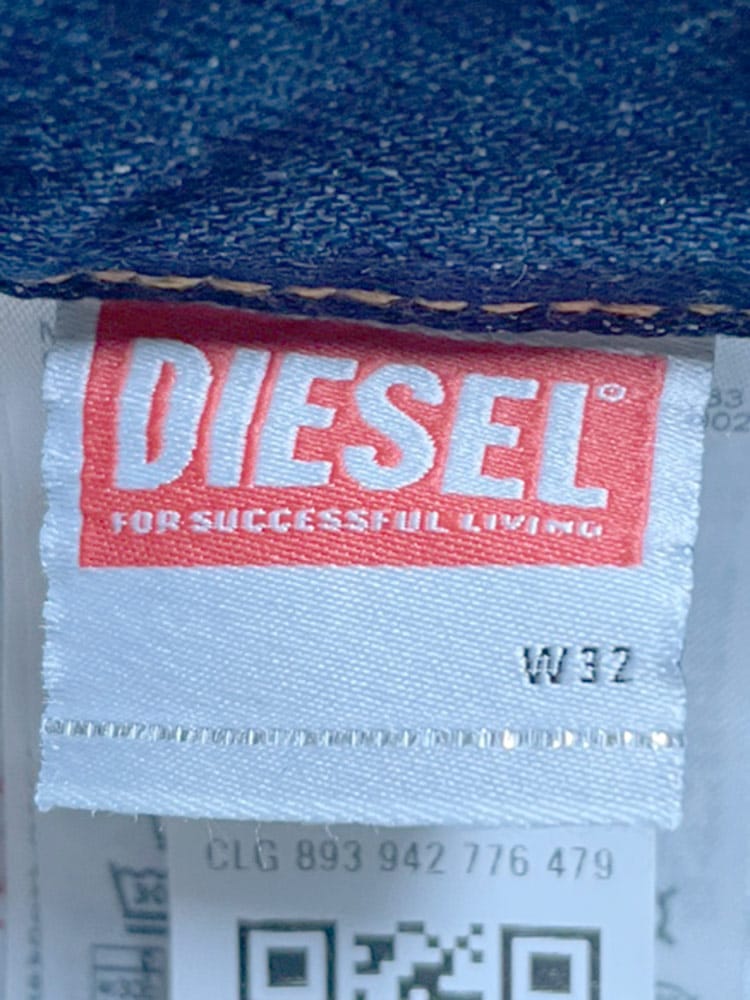 DIESEL®
FOR SUCCESSFUL LIVING
W32
CLG 893 942 776 479